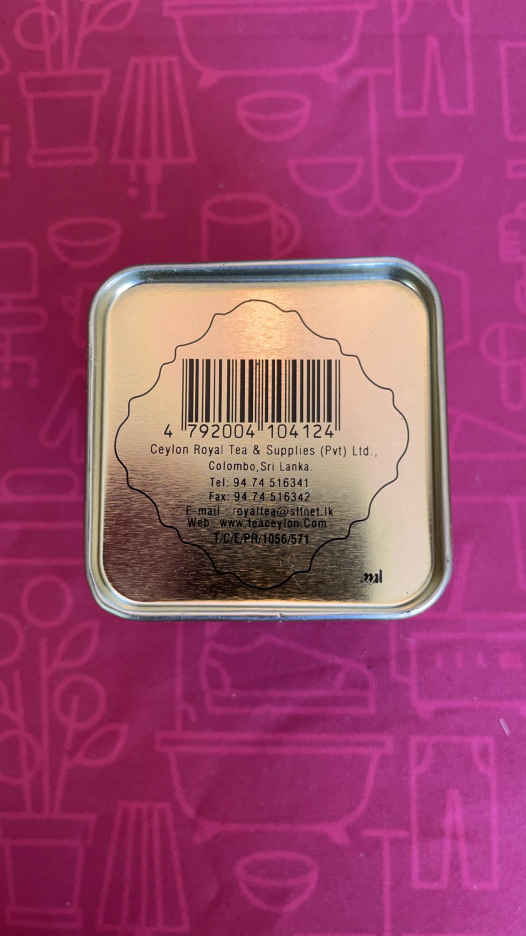 4 792004 104124
Ceylon Royal Tea & Supplies (Pvt) Ltd.,
Colombo,Sri Lanka.
Tel: 94 74 516341
Fax: 94 74 516342
E-mail : royaltea@sltnet.lk
Web : www.teaceylon.Com
T/C/E/PR/1056/571